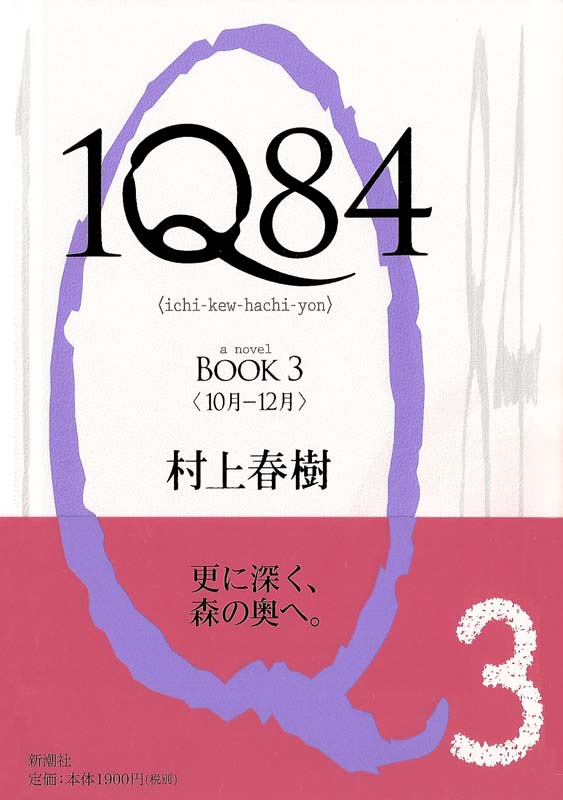 1Q84
〈ichi-kew-hachi-yon〉
a novel
BOOK 3
〈10月−12月〉
村上春樹
更に深く、
森の奥へ。
3
新潮社
定価：本体1900円(税別)